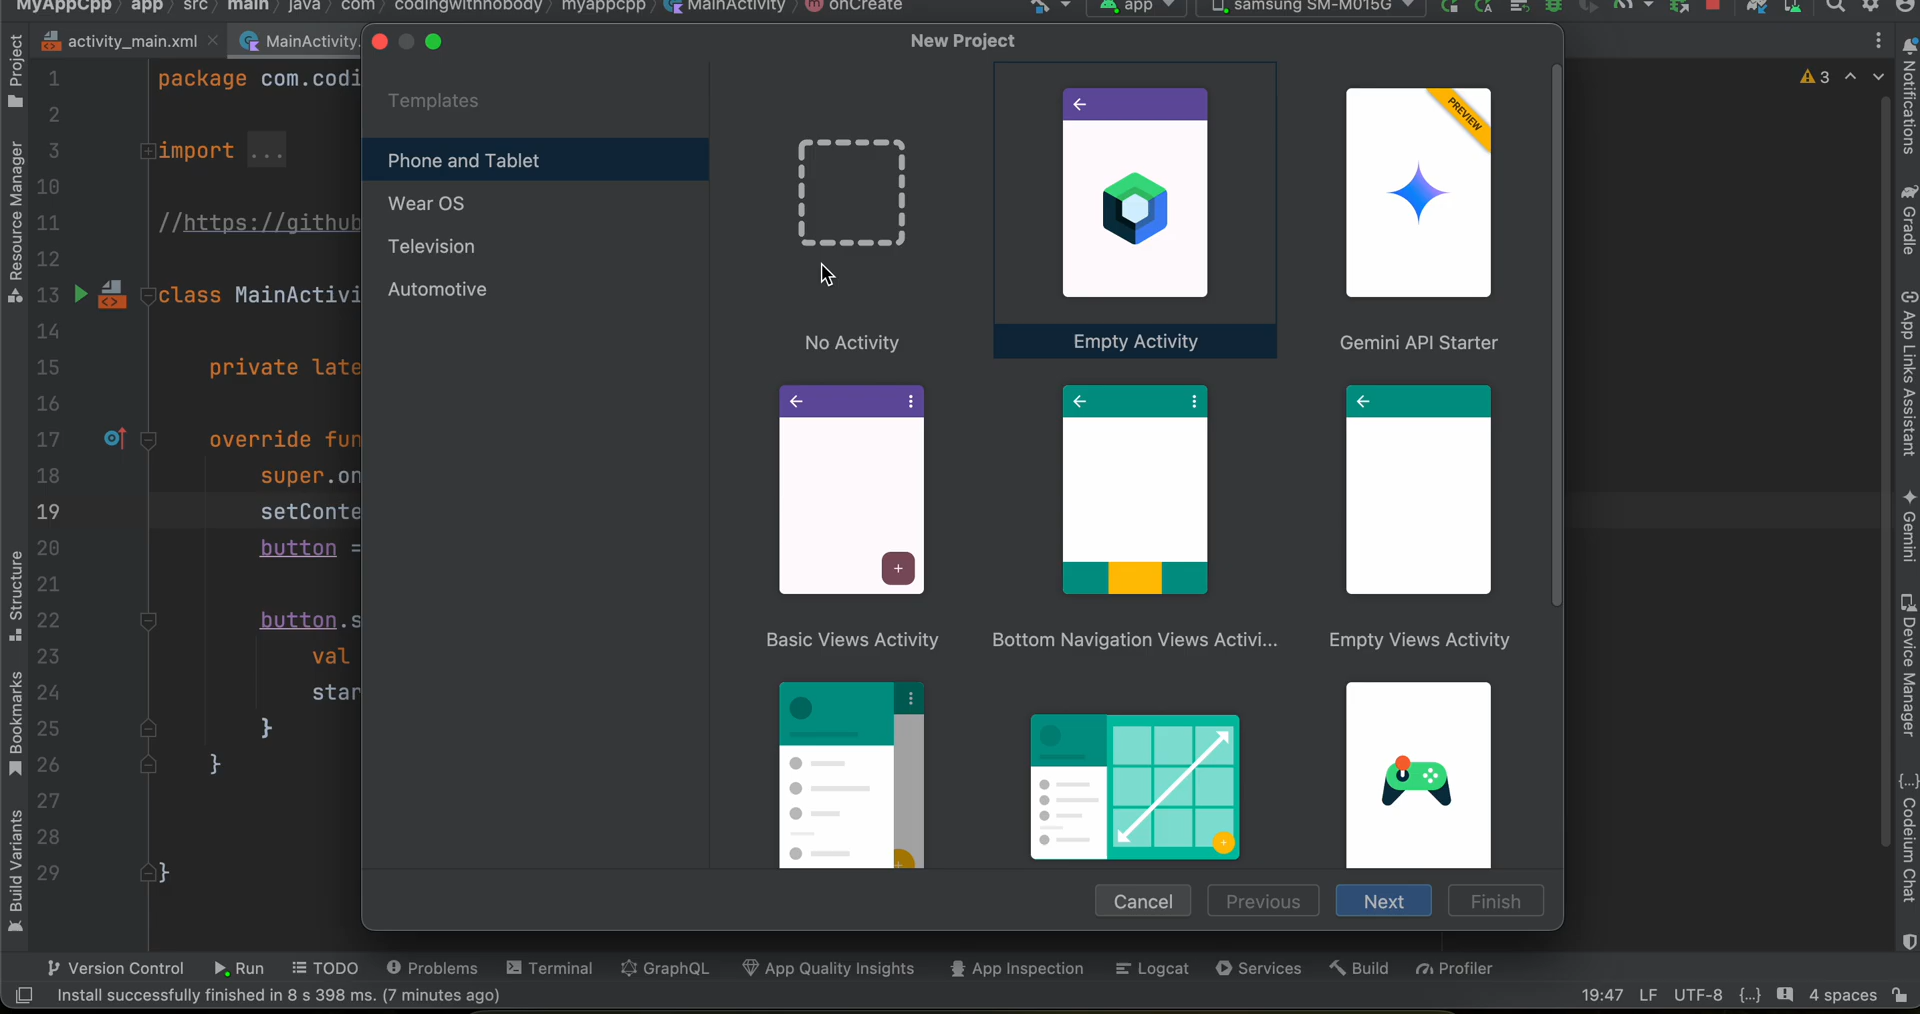 MyAppCpp app src main java com codingwithnobody myappcpp MainActivity onCreate
app samsung SM-M015G
activity_main.xml
MainActivity.
New Project
Project
Resource Manager
Structure
Bookmarks
Build Variants
1 package com.codi
2
3 import ...
10
11 //https://github
12
13 class MainActivi
14
15 private late
16
17 override fun
18 super.on
19 setConte
20 button =
21
22 button.s
23 val
24 star
25 }
26 }
27
28
29 }
Templates
Phone and Tablet
Wear OS
Television
Automotive
PREVIEW
No Activity
Empty Activity
Gemini API Starter
Basic Views Activity
Bottom Navigation Views Activi...
Empty Views Activity
Cancel
Previous
Next
Finish
3
Notifications
Gradle
App Links Assistant
Gemini
Device Manager
{...} Codeium Chat
Version Control Run TODO Problems Terminal GraphQL App Quality Insights App Inspection Logcat Services Build Profiler
Install successfully finished in 8 s 398 ms. (7 minutes ago)
19:47 LF UTF-8 {...} 4 spaces